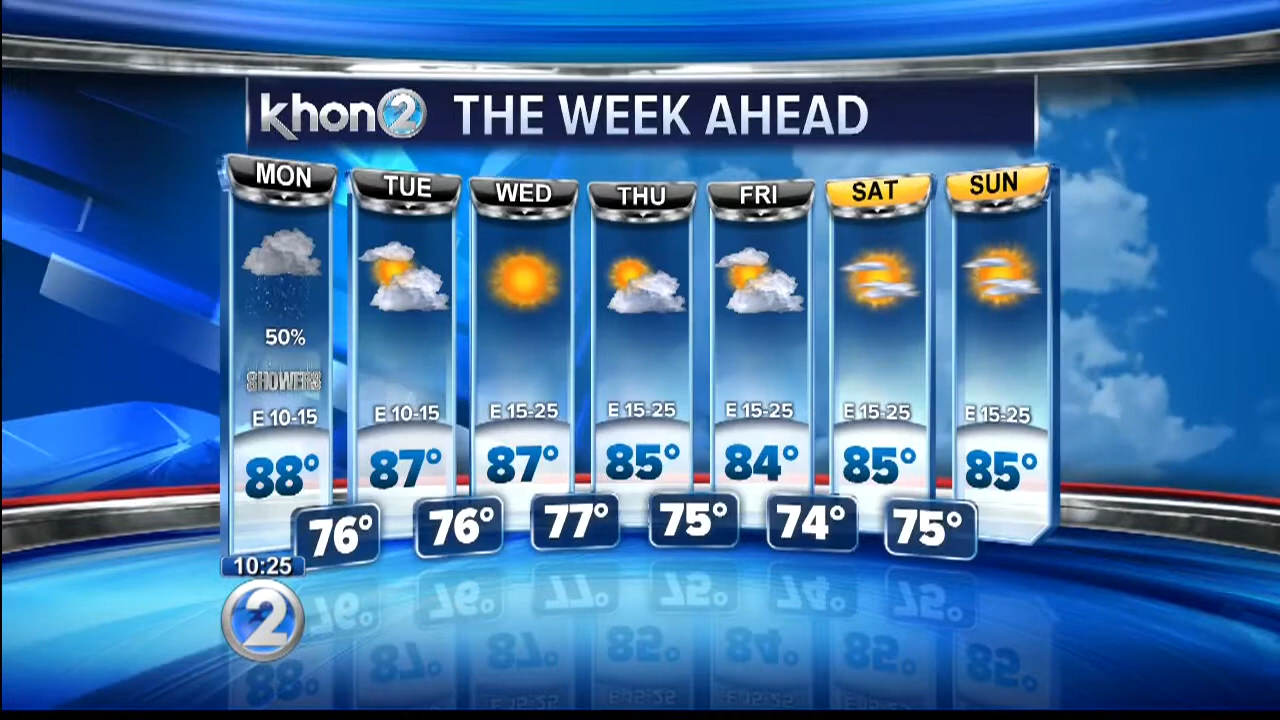 khon2 THE WEEK AHEAD
MON TUE WED THU FRI SAT SUN
50%
SHOWERS
E 10-15 E 10-15 E 15-25 E 15-25 E 15-25 E 15-25 E 15-25
88° 87° 87° 85° 84° 85° 85°
76° 76° 77° 75° 74° 75°
10:25
2